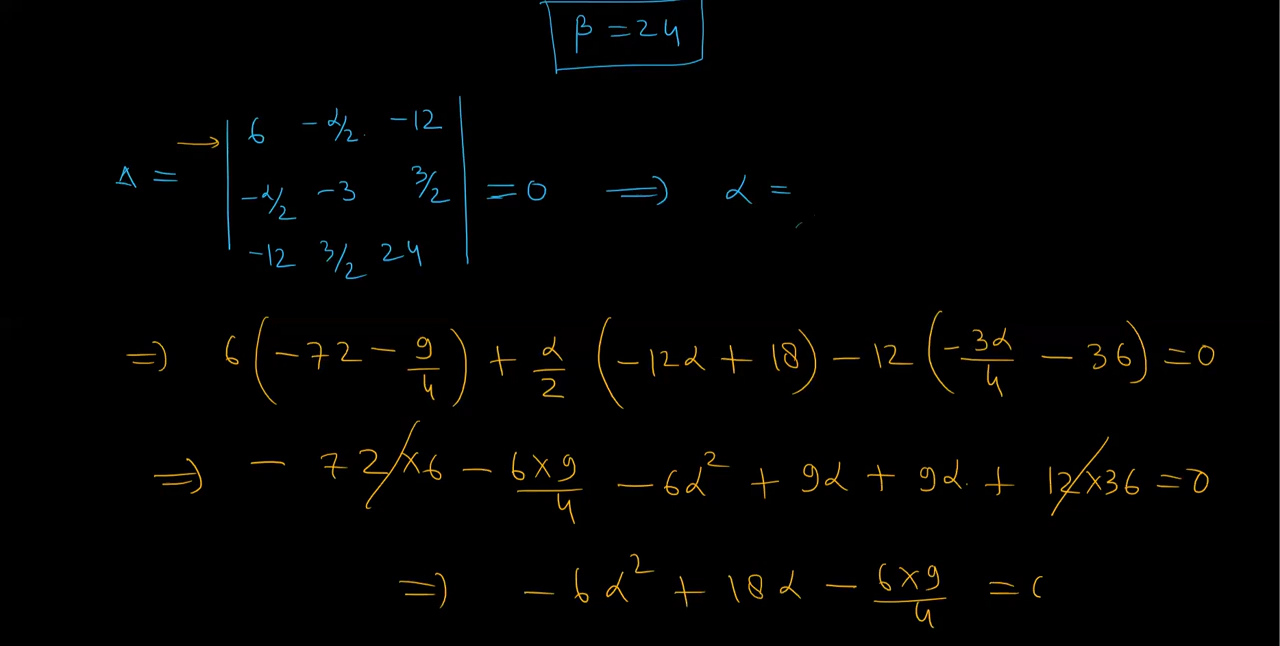 β = 24
6 -α/2 -12
Δ = -α/2 -3 3/2 = 0 ⟹ α =
-12 3/2 24
⇒ 6(-72 - 9/4) + α/2 (-12α + 18) - 12(-3α/4 - 36) = 0
⇒ - 72×6 - 6×9/4 - 6α² + 9α + 9α + 12×36 = 0
⇒ - 6α² + 18α - 6×9/4 = 0